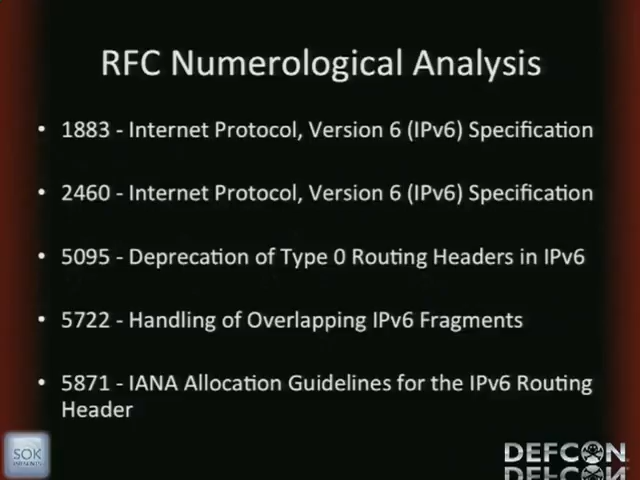 RFC Numerological Analysis
• 1883 - Internet Protocol, Version 6 (IPv6) Specification
• 2460 - Internet Protocol, Version 6 (IPv6) Specification
• 5095 - Deprecation of Type 0 Routing Headers in IPv6
• 5722 - Handling of Overlapping IPv6 Fragments
• 5871 - IANA Allocation Guidelines for the IPv6 Routing
Header
SOK
DEFCON